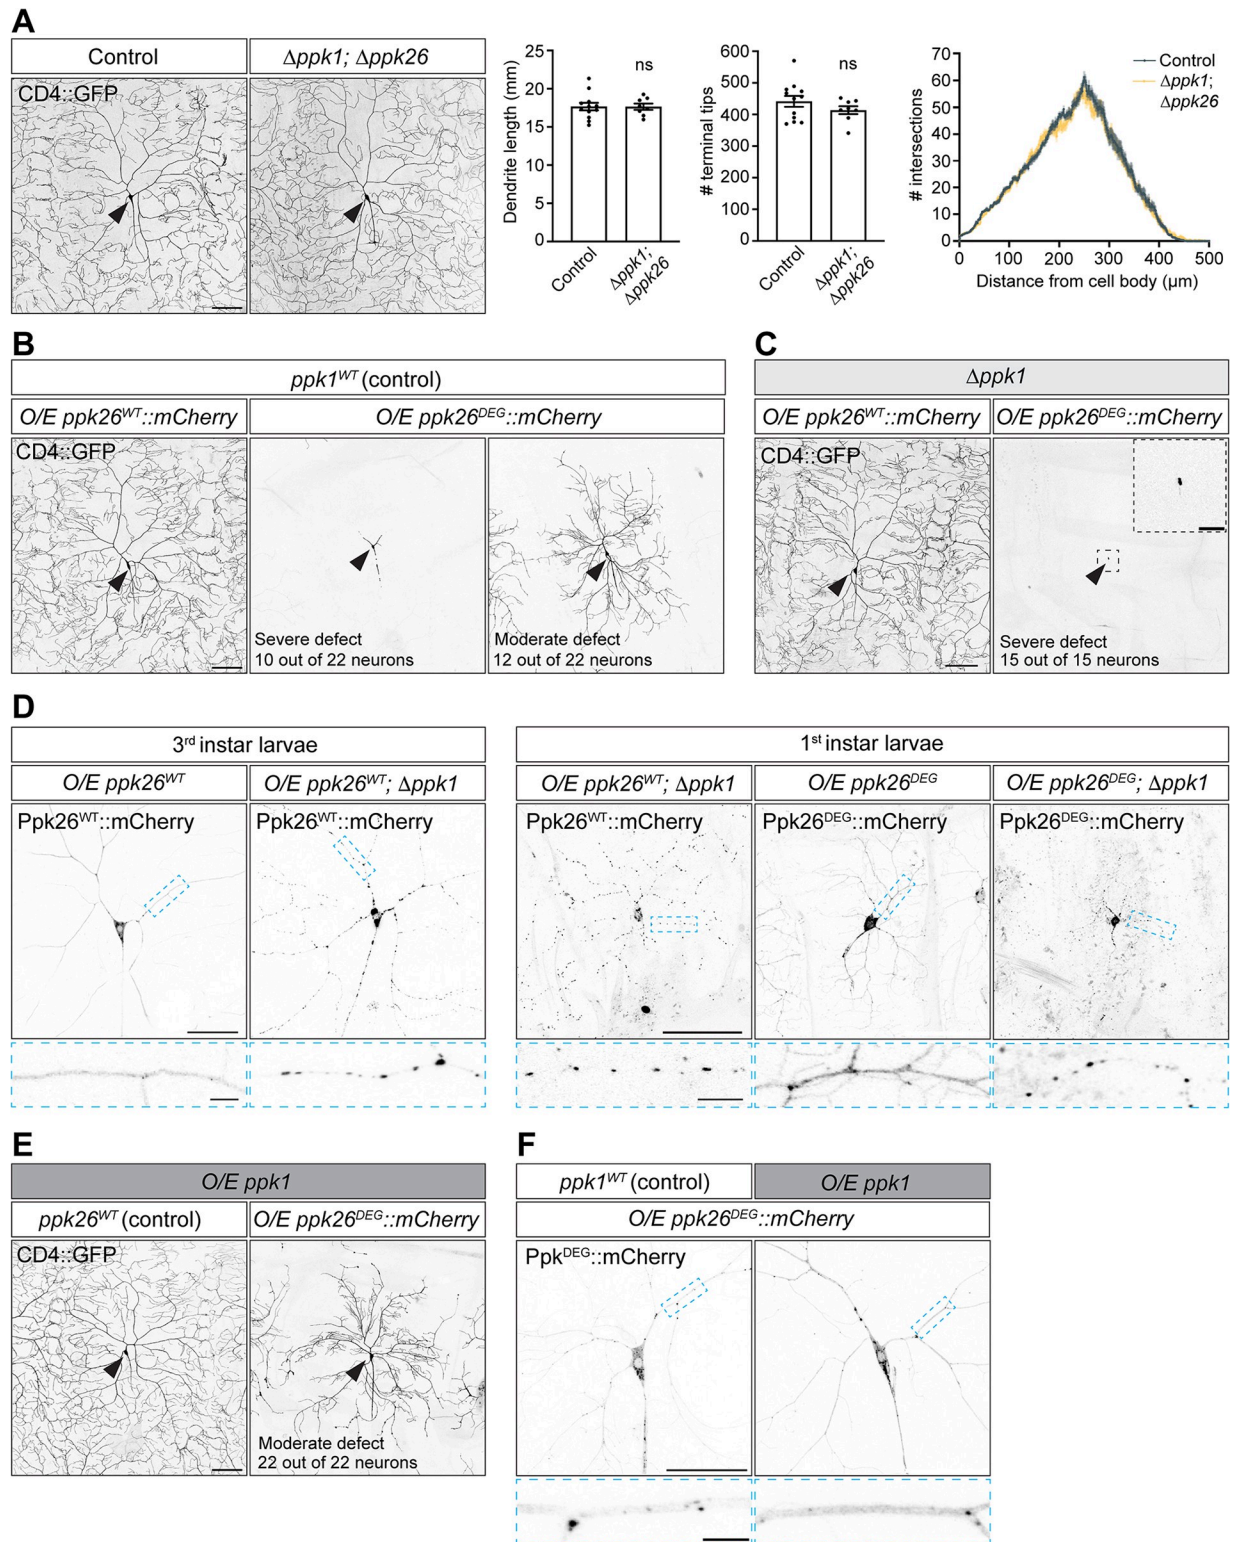 A
Control
Δppk1; Δppk26
CD4::GFP
Dendrite length (mm)
25
20
15
10
5
0
ns
Control
Δppk1;
Δppk26
# terminal tips
600
500
400
300
200
100
0
ns
Control
Δppk1;
Δppk26
# intersections
70
60
50
40
30
20
10
0
Control
Δppk1;
Δppk26
0 100 200 300 400 500
Distance from cell body (µm)
B
ppk1WT (control)
O/E ppk26WT::mCherry
O/E ppk26DEG::mCherry
CD4::GFP
Severe defect
10 out of 22 neurons
Moderate defect
12 out of 22 neurons
C
Δppk1
O/E ppk26WT::mCherry
O/E ppk26DEG::mCherry
CD4::GFP
Severe defect
15 out of 15 neurons
D
3rd instar larvae
O/E ppk26WT
O/E ppk26WT; Δppk1
Ppk26WT::mCherry
Ppk26WT::mCherry
1st instar larvae
O/E ppk26WT; Δppk1
O/E ppk26DEG
O/E ppk26DEG; Δppk1
Ppk26WT::mCherry
Ppk26DEG::mCherry
Ppk26DEG::mCherry
E
O/E ppk1
ppk26WT (control)
O/E ppk26DEG::mCherry
CD4::GFP
Moderate defect
22 out of 22 neurons
F
ppk1WT (control)
O/E ppk1
O/E ppk26DEG::mCherry
PpkDEG::mCherry